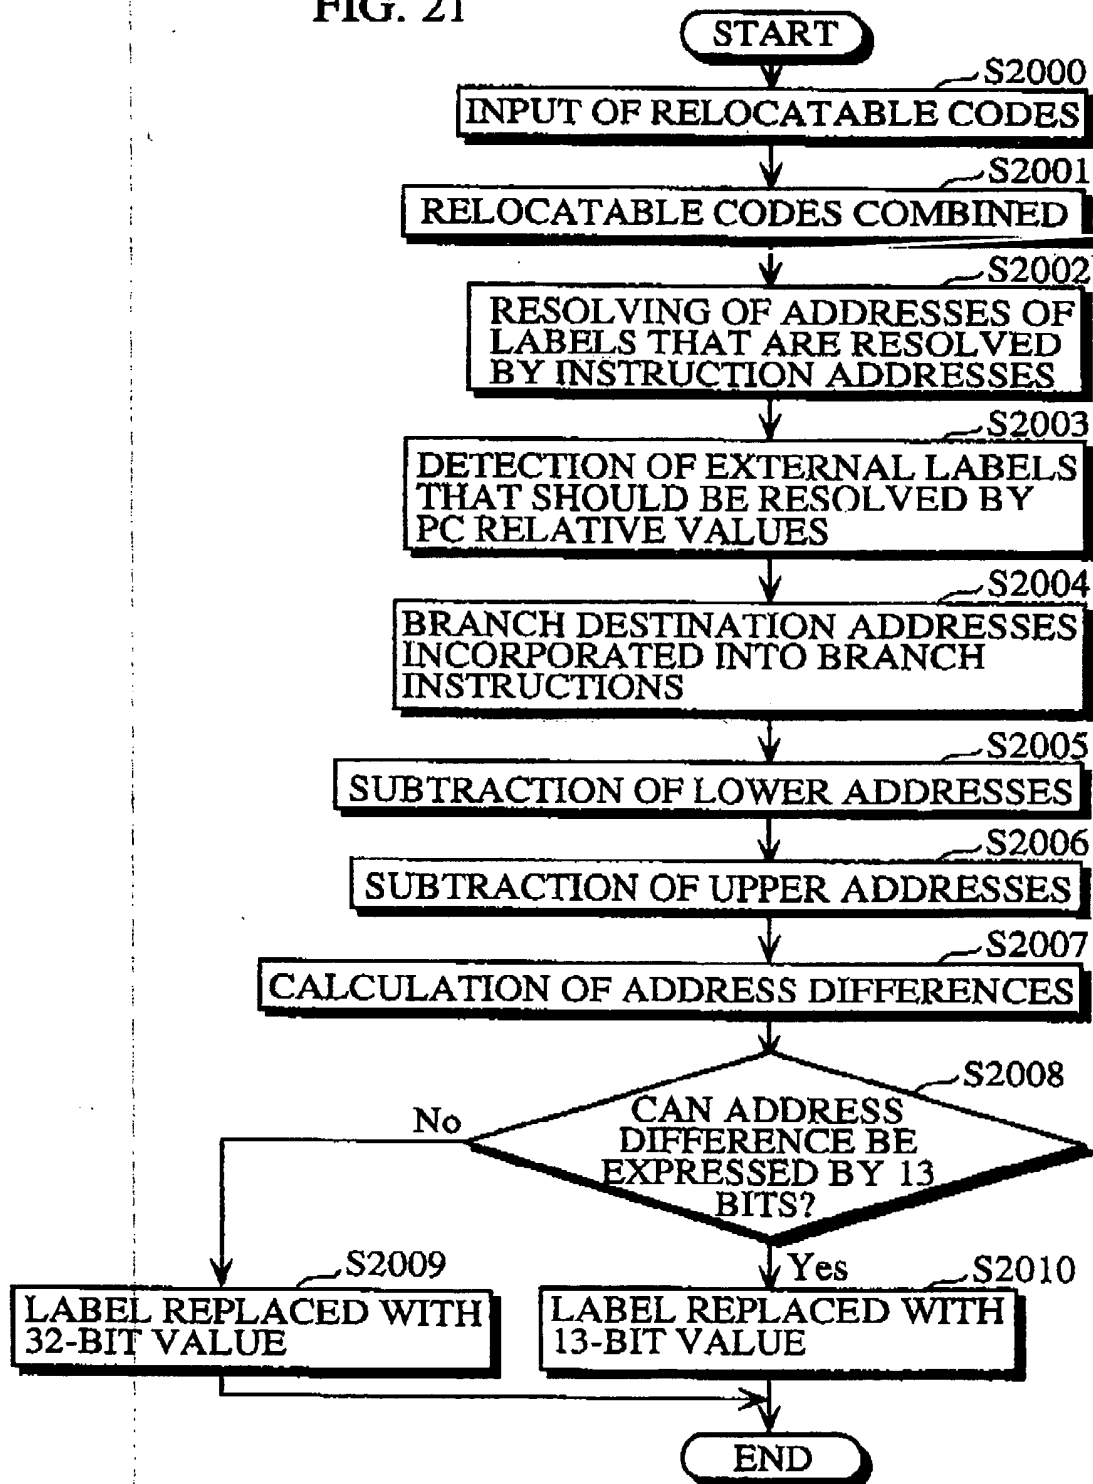 FIG. 21
START
S2000
INPUT OF RELOCATABLE CODES
S2001
RELOCATABLE CODES COMBINED
S2002
RESOLVING OF ADDRESSES OF
LABELS THAT ARE RESOLVED
BY INSTRUCTION ADDRESSES
S2003
DETECTION OF EXTERNAL LABELS
THAT SHOULD BE RESOLVED BY
PC RELATIVE VALUES
S2004
BRANCH DESTINATION ADDRESSES
INCORPORATED INTO BRANCH
INSTRUCTIONS
S2005
SUBTRACTION OF LOWER ADDRESSES
S2006
SUBTRACTION OF UPPER ADDRESSES
S2007
CALCULATION OF ADDRESS DIFFERENCES
S2008
CAN ADDRESS
DIFFERENCE BE
EXPRESSED BY 13
BITS?
No
Yes
S2009
LABEL REPLACED WITH
32-BIT VALUE
S2010
LABEL REPLACED WITH
13-BIT VALUE
END